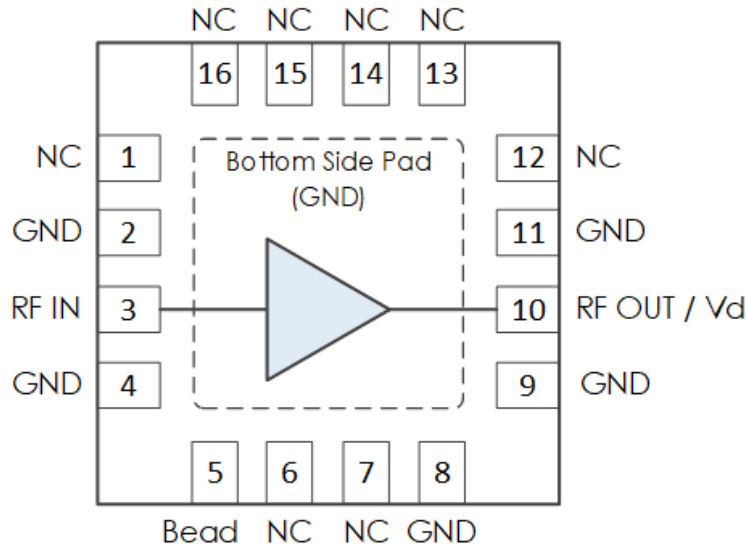 NC NC NC NC
16 15 14 13
NC 1 Bottom Side Pad 12 NC
(GND)
GND 2 11 GND
RF IN 3 10 RF OUT / Vd
GND 4 9 GND
5 6 7 8
Bead NC NC GND